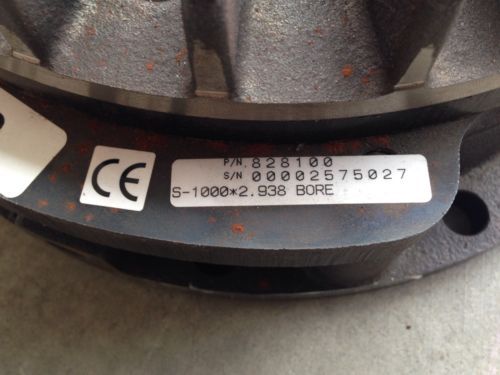 CE
P/N. 828100
S/N 00002575027
S-1000*2.938 BORE